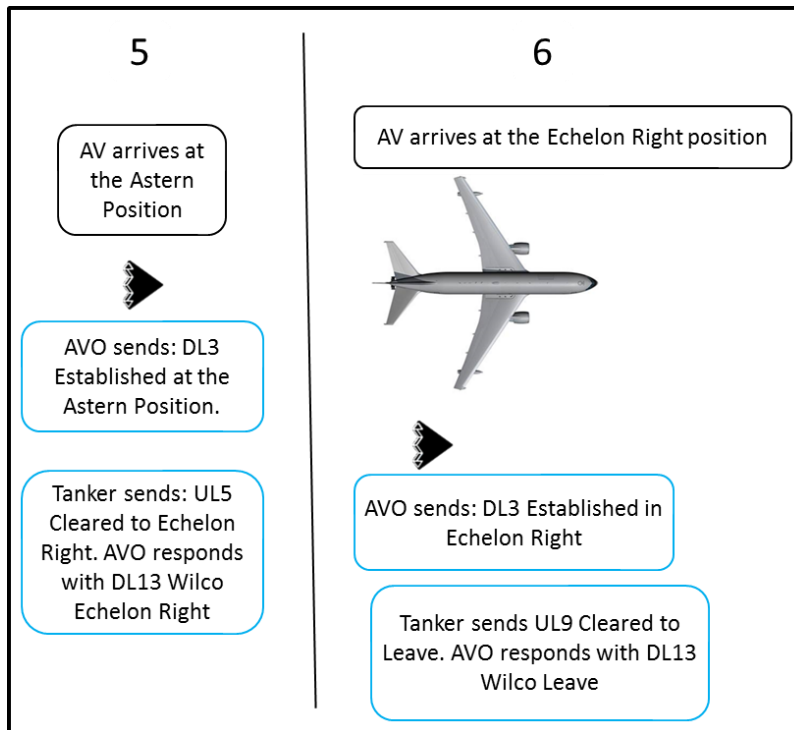 5
AV arrives at
the Astern
Position
AVO sends: DL3
Established at the
Astern Position.
Tanker sends: UL5
Cleared to Echelon
Right. AVO responds
with DL13 Wilco
Echelon Right
6
AV arrives at the Echelon Right position
AVO sends: DL3 Established in
Echelon Right
Tanker sends UL9 Cleared to
Leave. AVO responds with DL13
Wilco Leave